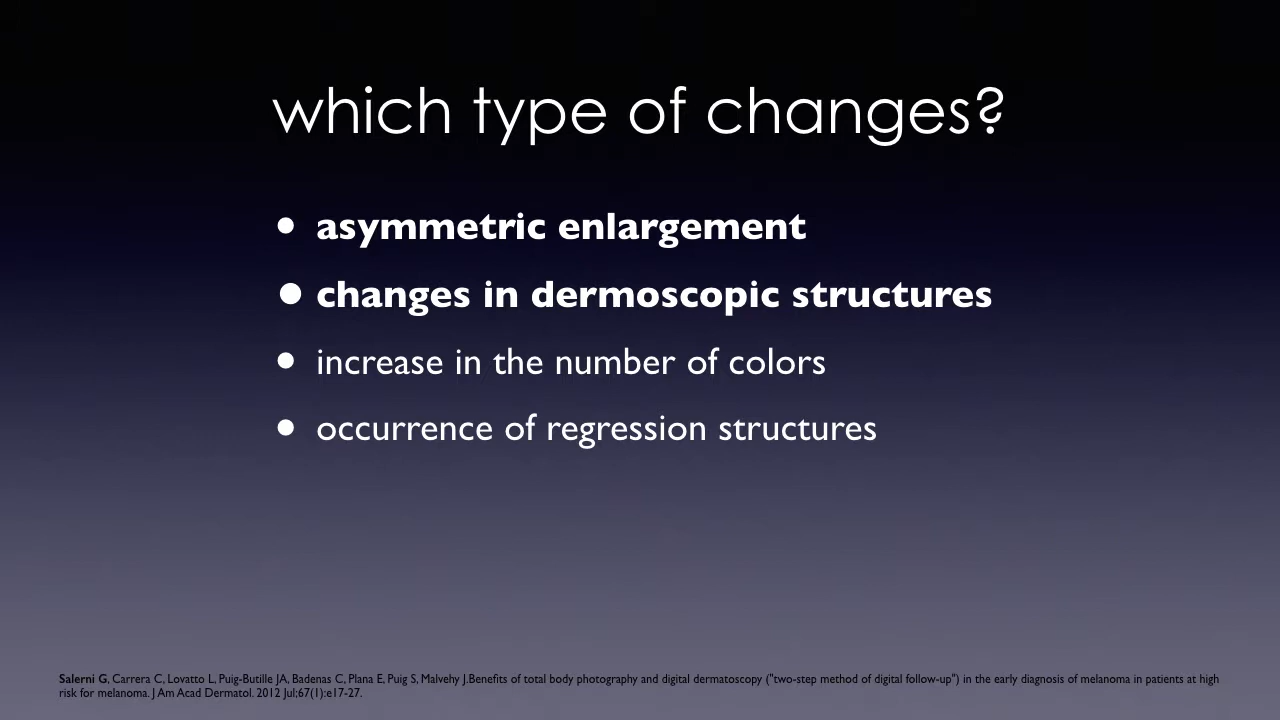 which type of changes?
• asymmetric enlargement
• changes in dermoscopic structures
• increase in the number of colors
• occurrence of regression structures
Salerni G, Carrera C, Lovatto L, Puig-Butille JA, Badenas C, Plana E, Puig S, Malvehy J.Benefits of total body photography and digital dermatoscopy ("two-step method of digital follow-up") in the early diagnosis of melanoma in patients at high
risk for melanoma. J Am Acad Dermatol. 2012 Jul;67(1):e17-27.